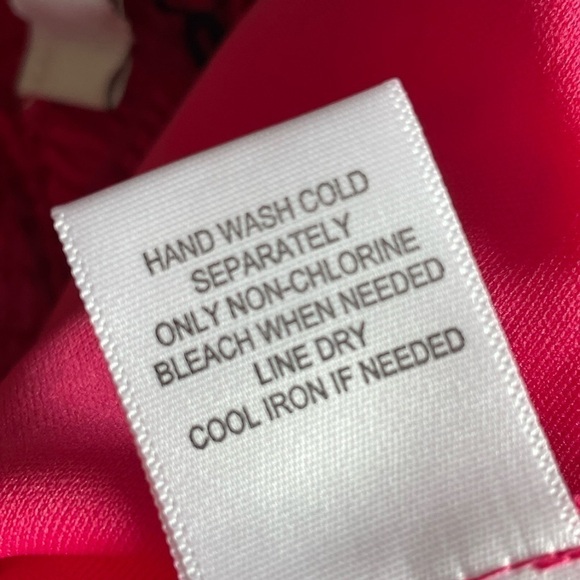 HAND WASH COLD
SEPARATELY
ONLY NON-CHLORINE
BLEACH WHEN NEEDED
LINE DRY
COOL IRON IF NEEDED